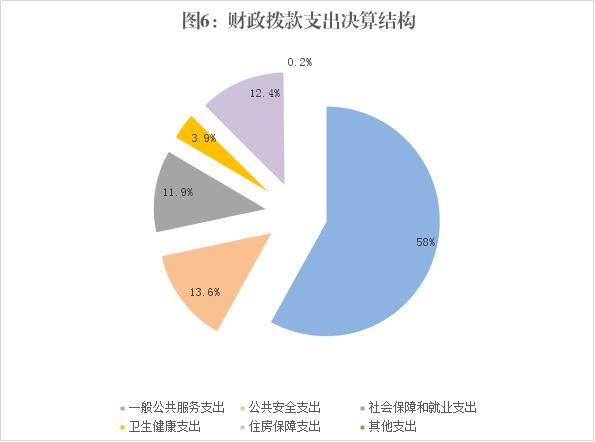 图6：财政拨款支出决算结构
0.2%
12.4%
3.9%
11.9%
58%
13.6%
一般公共服务支出 公共安全支出 社会保障和就业支出
卫生健康支出 住房保障支出 其他支出